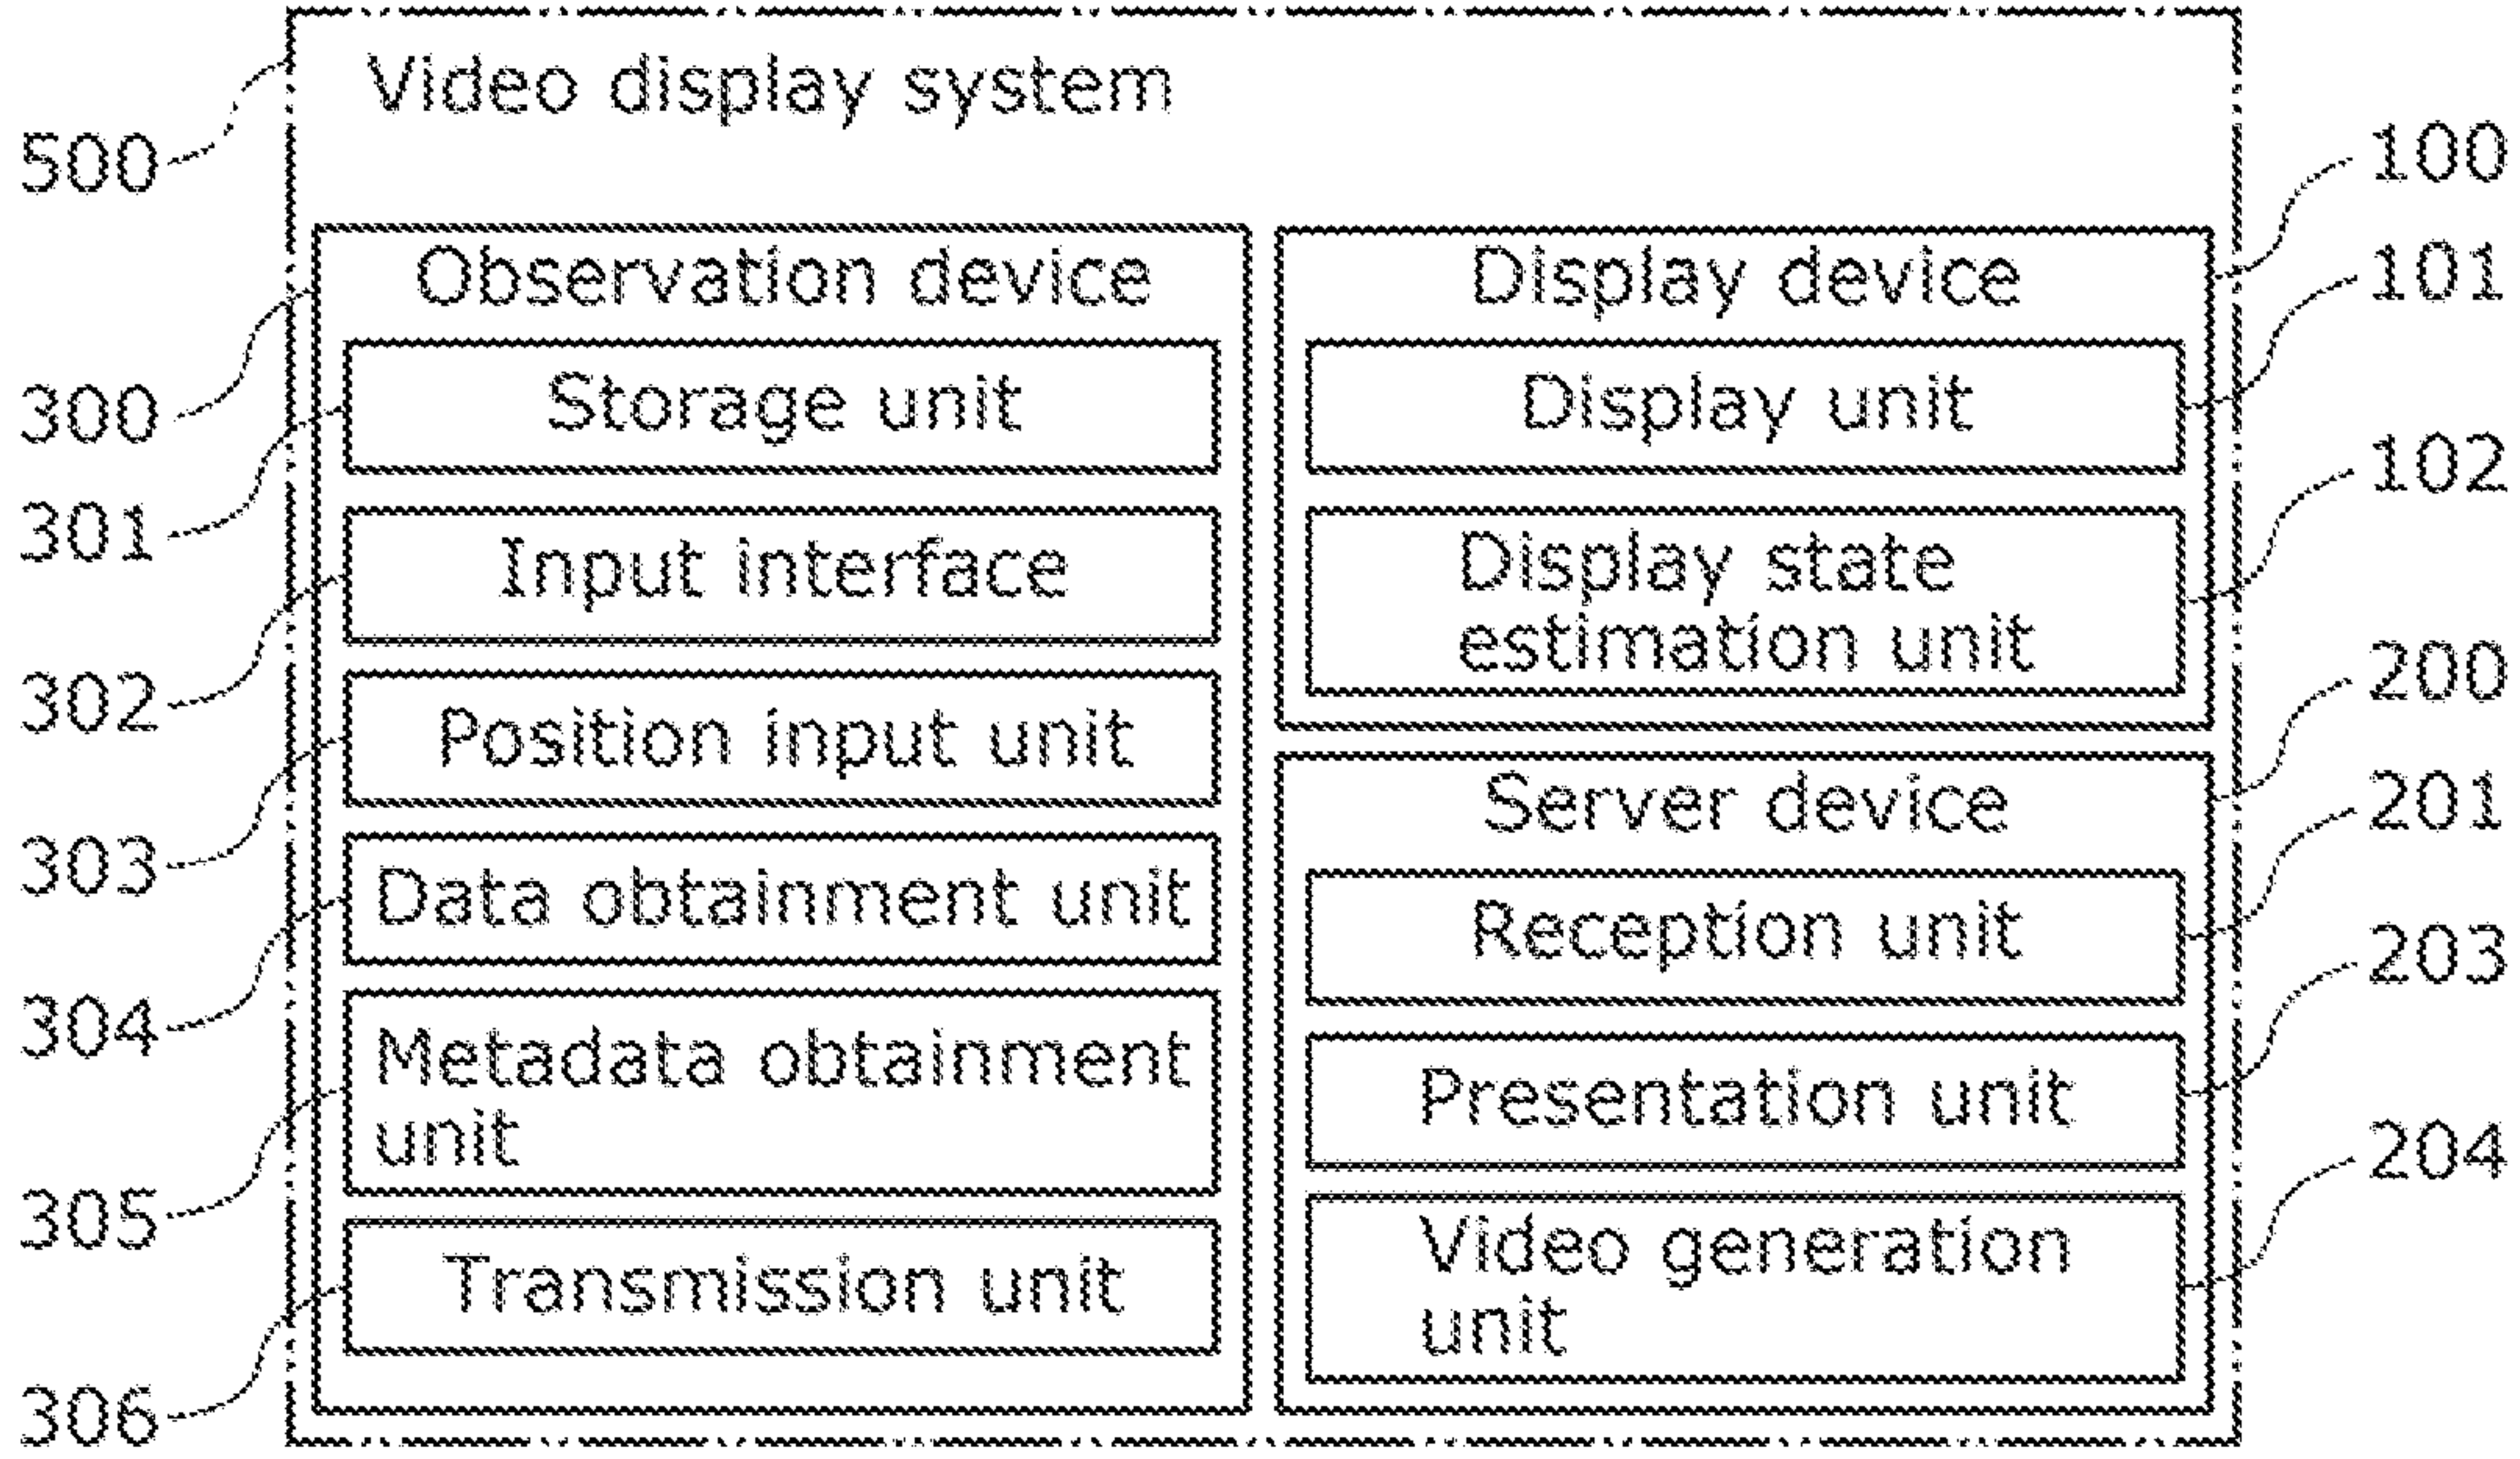 Video display system
500
Observation device
300
Storage unit
301
Input interface
302
Position input unit
303
Data obtainment unit
304
Metadata obtainment
unit
305
Transmission unit
306
Display device
100
Display unit
101
Display state
estimation unit
102
Server device
200
Reception unit
201
Presentation unit
203
Video generation
unit
204